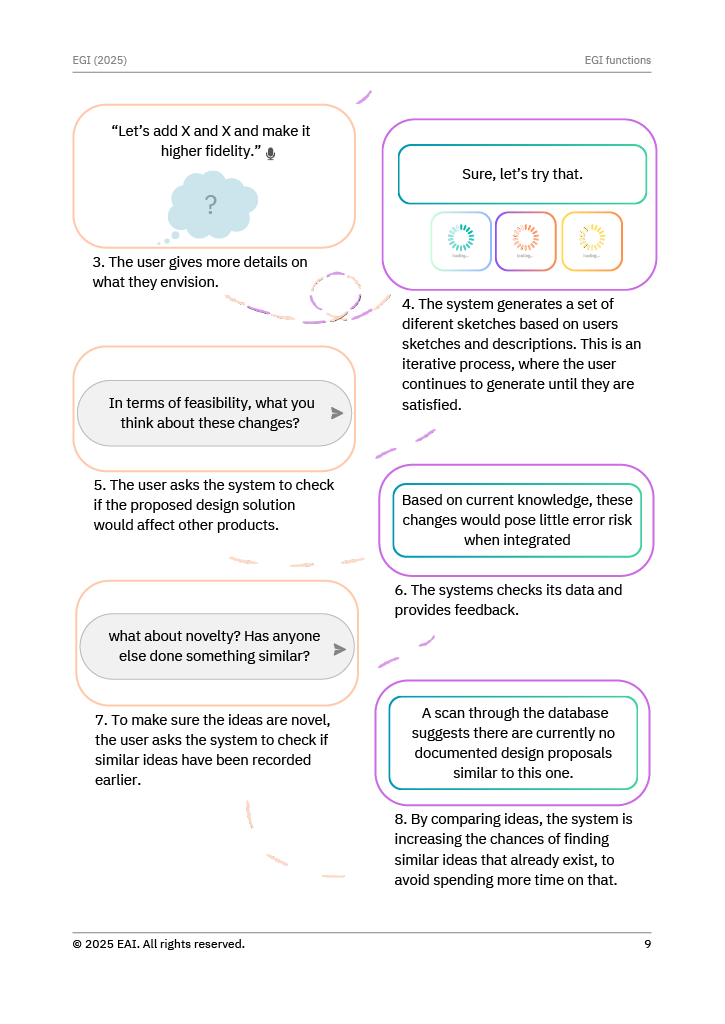 EGI (2025)
EGI functions
“Let’s add X and X and make it
higher fidelity.”
?
3. The user gives more details on
what they envision.
Sure, let’s try that.
loading...
loading...
loading...
4. The system generates a set of
diferent sketches based on users
sketches and descriptions. This is an
iterative process, where the user
continues to generate until they are
satisfied.
In terms of feasibility, what you
think about these changes?
5. The user asks the system to check
if the proposed design solution
would affect other products.
Based on current knowledge, these
changes would pose little error risk
when integrated
6. The systems checks its data and
provides feedback.
what about novelty? Has anyone
else done something similar?
7. To make sure the ideas are novel,
the user asks the system to check if
similar ideas have been recorded
earlier.
A scan through the database
suggests there are currently no
documented design proposals
similar to this one.
8. By comparing ideas, the system is
increasing the chances of finding
similar ideas that already exist, to
avoid spending more time on that.
© 2025 EAI. All rights reserved.
9